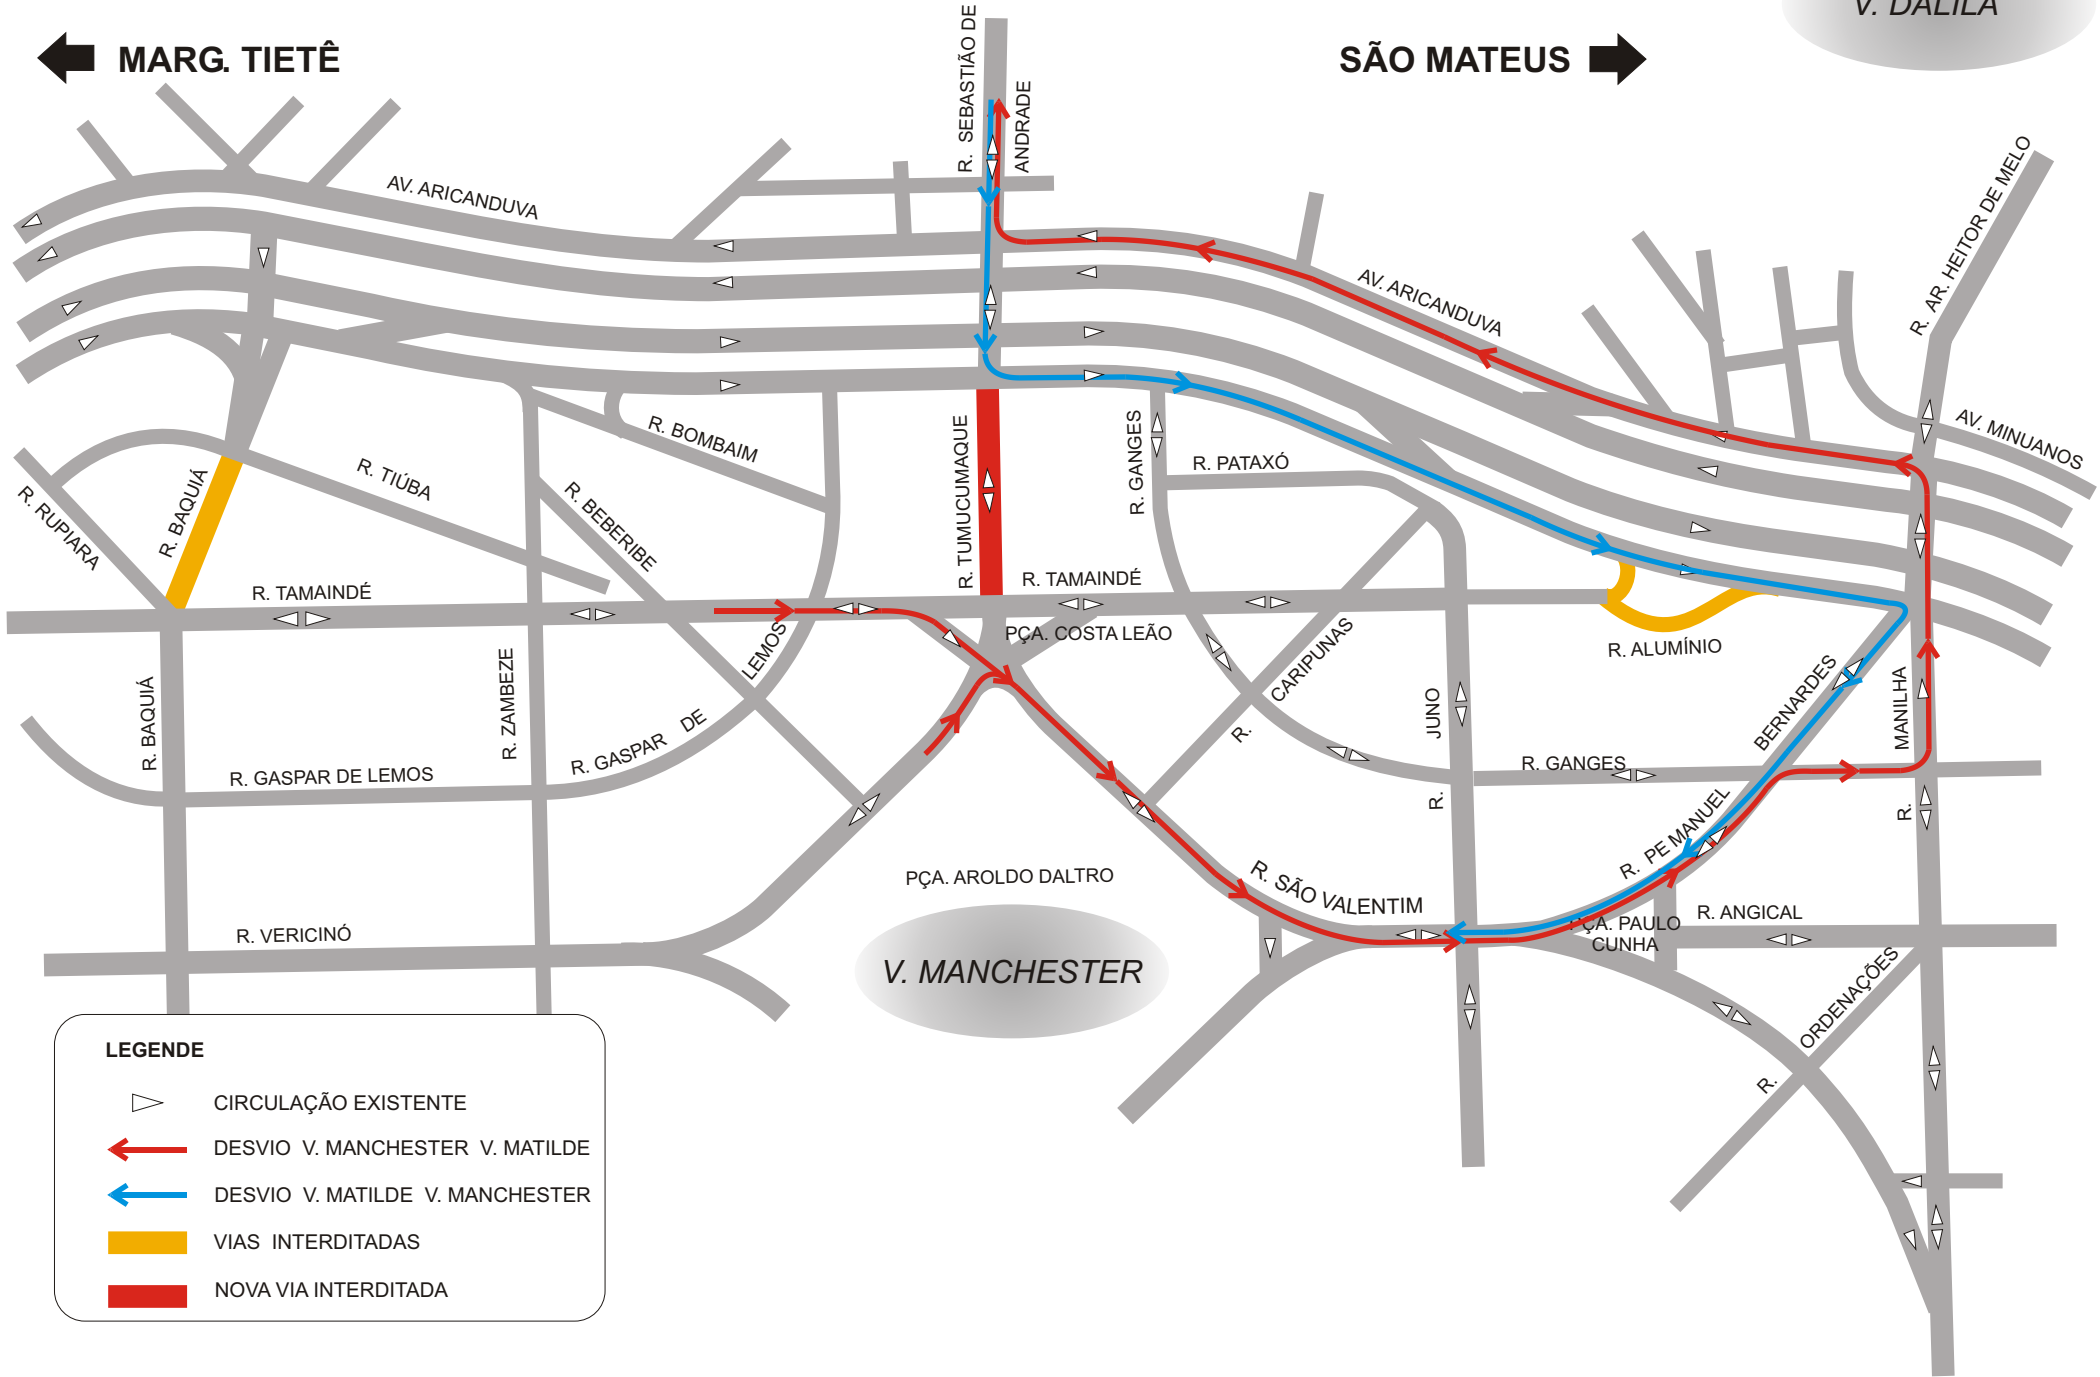 V. DALILA
MARG. TIETÊ
SÃO MATEUS
R. SEBASTIÃO DE
ANDRADE
AV. ARICANDUVA
AV. ARICANDUVA
R. AR. HEITOR DE MELO
AV. MINUANOS
R. BOMBAIM
R. TUMUCUMAQUE
R. GANGES
R. PATAXÓ
R. RUPIARA
R. BAQUIÁ
R. TIÚBA
R. BEBERIBE
R. TAMAINDÉ
R. TAMAINDÉ
PÇA. COSTA LEÃO
R. ALUMÍNIO
R. BAQUIÁ
R. ZAMBEZE
R. GASPAR DE LEMOS
R. GASPAR DE
LEMOS
R. CARIPUNAS
R. JUNO
R. GANGES
R. PE MANUEL
BERNARDES
R. MANILHA
PÇA. AROLDO DALTRO
R. SÃO VALENTIM
PÇA. PAULO
CUNHA
R. ANGICAL
R. VERICINÓ
V. MANCHESTER
R. ORDENAÇÕES
LEGENDE
CIRCULAÇÃO EXISTENTE
DESVIO V. MANCHESTER V. MATILDE
DESVIO V. MATILDE V. MANCHESTER
VIAS INTERDITADAS
NOVA VIA INTERDITADA